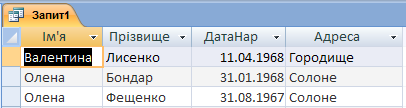 Запит1
Ім'я Прізвище ДатаНар Адреса
Валентина Лисенко 11.04.1968 Городище
Олена Бондар 31.01.1968 Солоне
Олена Фещенко 31.08.1967 Солоне